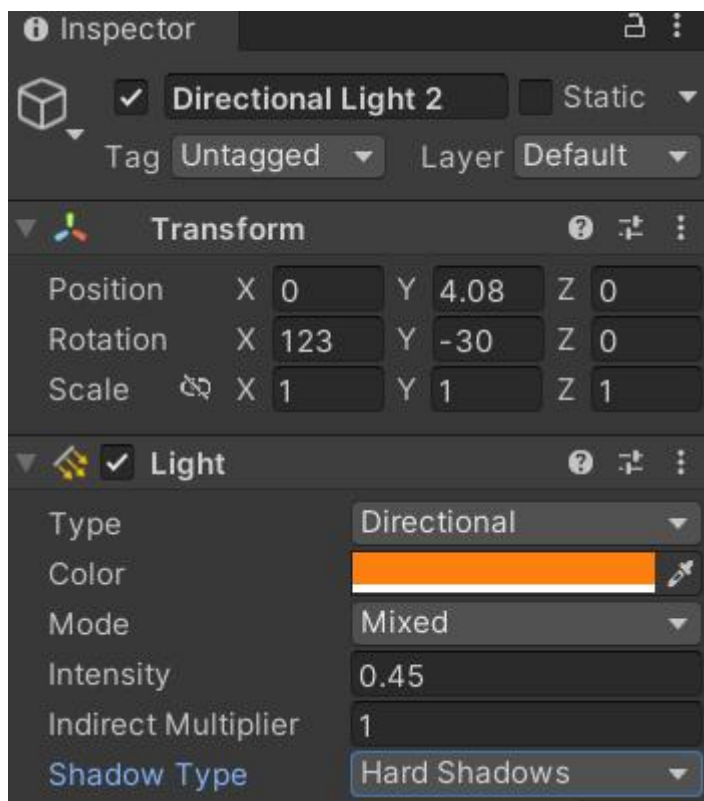 Inspector
Directional Light 2 Static
Tag Untagged Layer Default
Transform
Position X 0 Y 4.08 Z 0
Rotation X 123 Y -30 Z 0
Scale X 1 Y 1 Z 1
Light
Type Directional
Color
Mode Mixed
Intensity 0.45
Indirect Multiplier 1
Shadow Type Hard Shadows